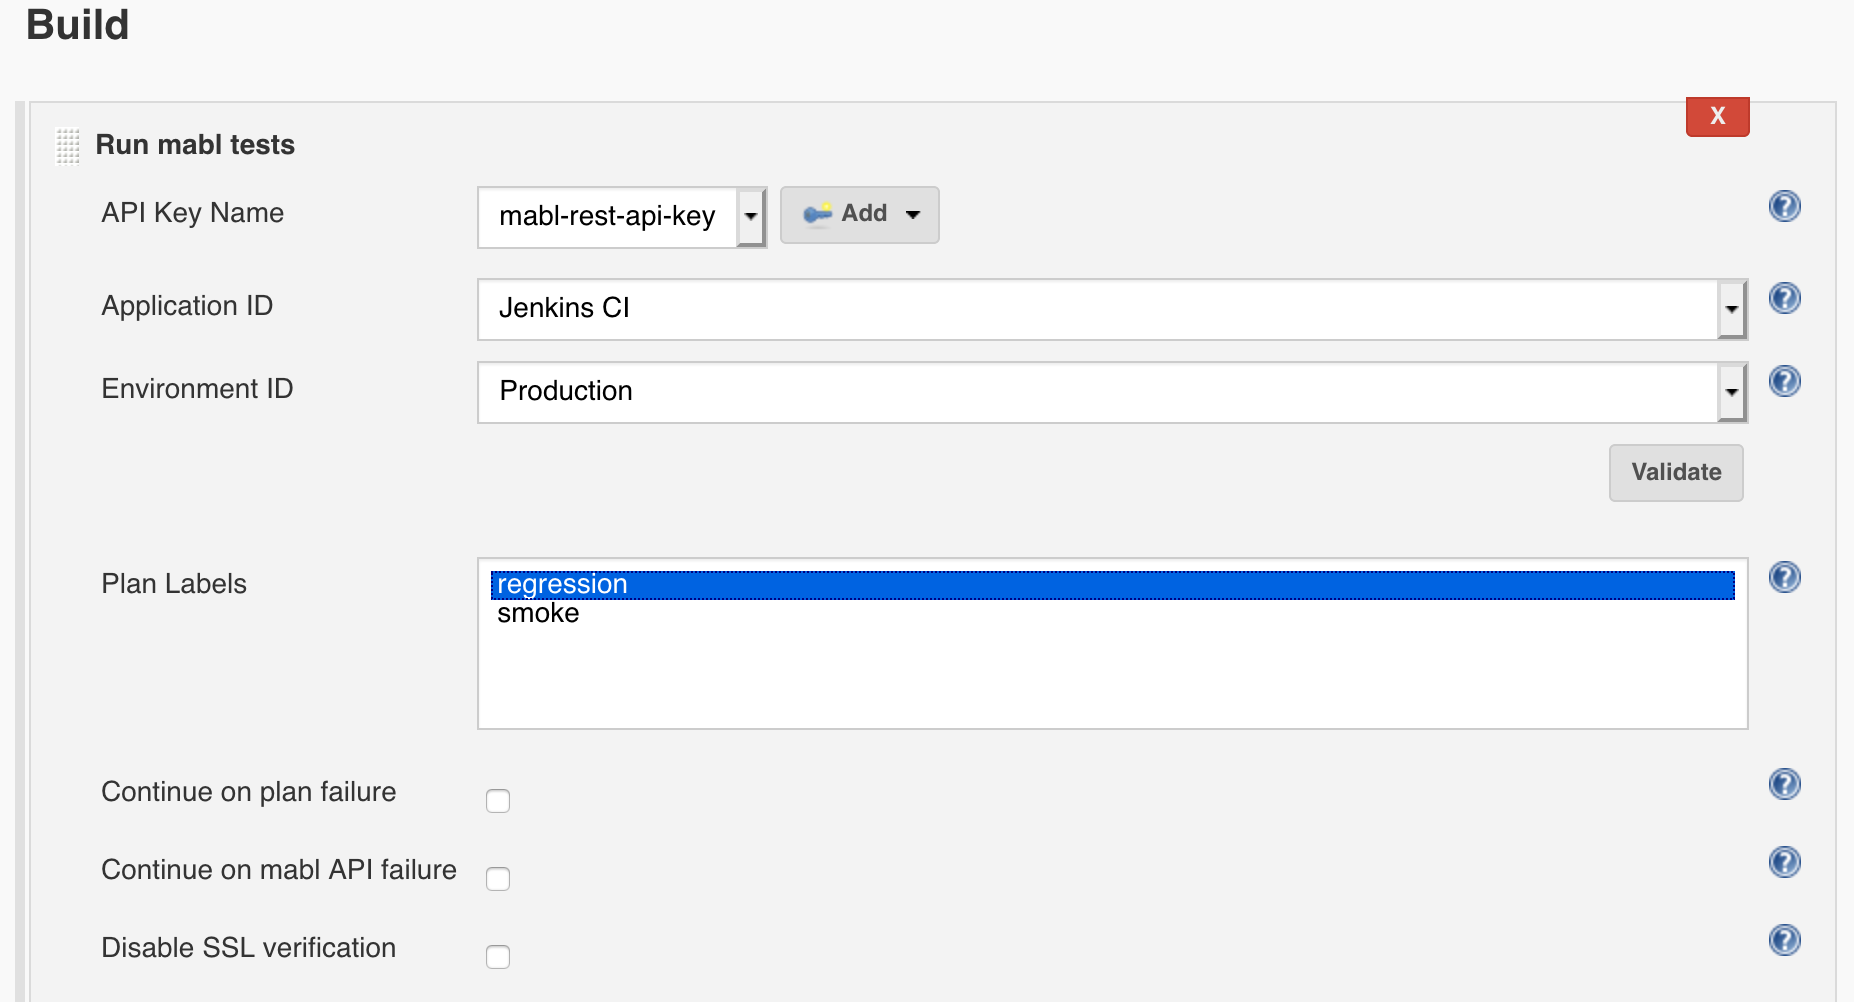 Build
X
Run mabl tests
API Key Name
mabl-rest-api-key
Add
?
Application ID
Jenkins CI
?
Environment ID
Production
?
Validate
Plan Labels
regression
smoke
?
Continue on plan failure
?
Continue on mabl API failure
?
Disable SSL verification
?